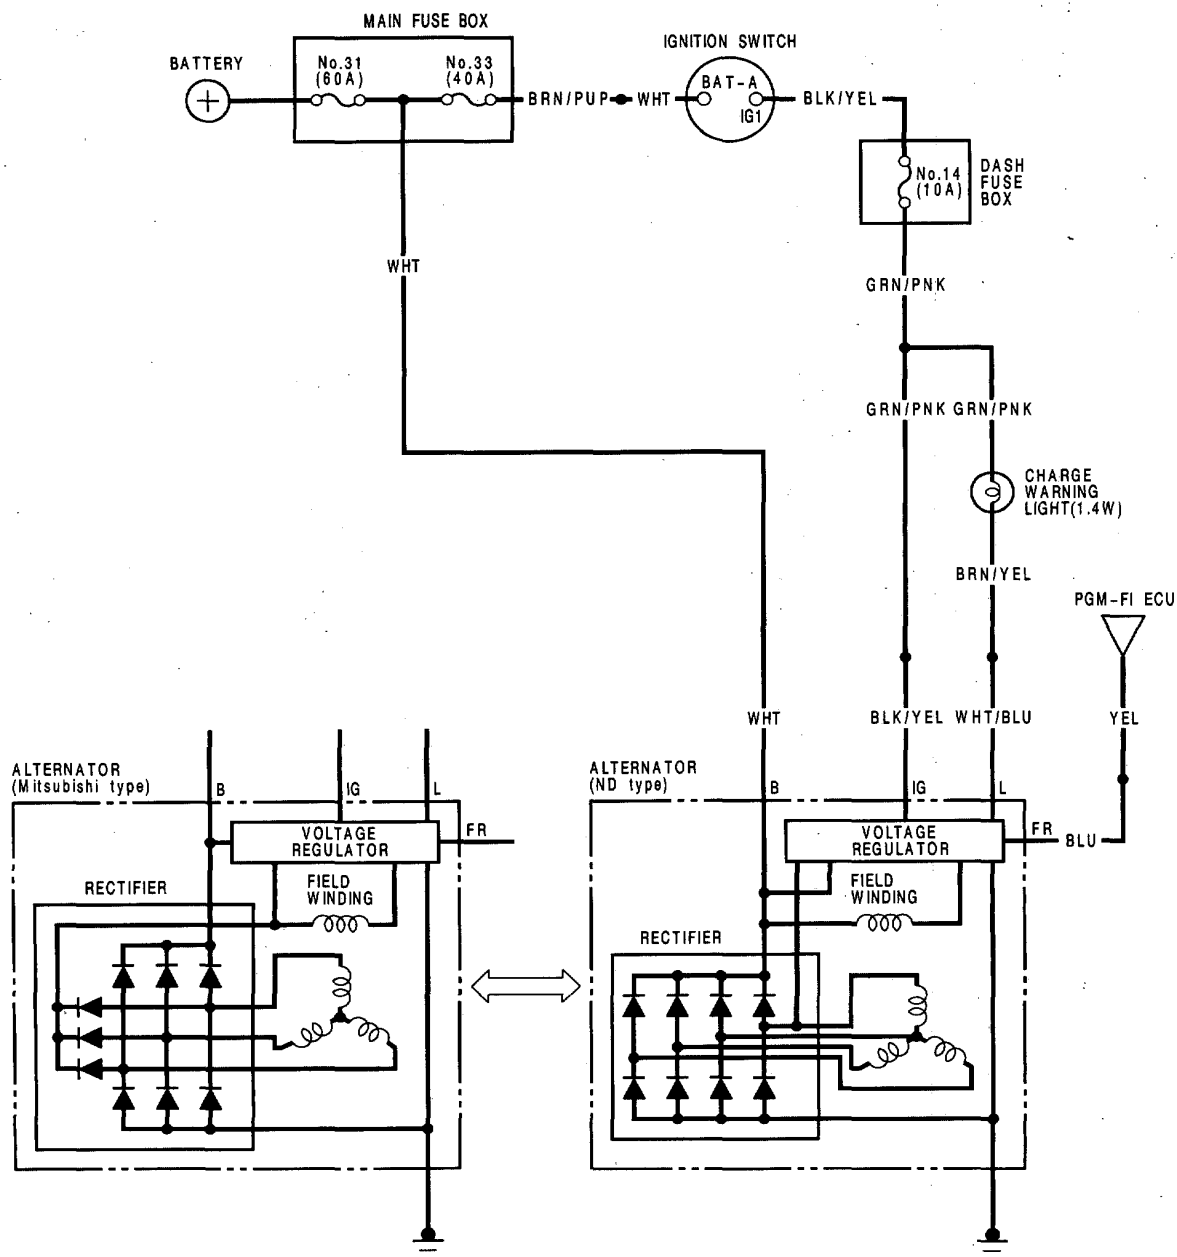 MAIN FUSE BOX
IGNITION SWITCH
BATTERY
No.31
(60A)
No.33
(40A)
BRN/PUP
WHT
BAT-A
IG1
BLK/YEL
No.14
(10A)
DASH
FUSE
BOX
WHT
GRN/PNK
GRN/PNK
GRN/PNK
CHARGE
WARNING
LIGHT(1.4W)
BRN/YEL
PGM-FI ECU
WHT
BLK/YEL
WHT/BLU
YEL
ALTERNATOR
(Mitsubishi type)
B
IG
L
FR
VOLTAGE
REGULATOR
FIELD
WINDING
RECTIFIER
ALTERNATOR
(ND type)
B
IG
L
FR
BLU
VOLTAGE
REGULATOR
FIELD
WINDING
RECTIFIER